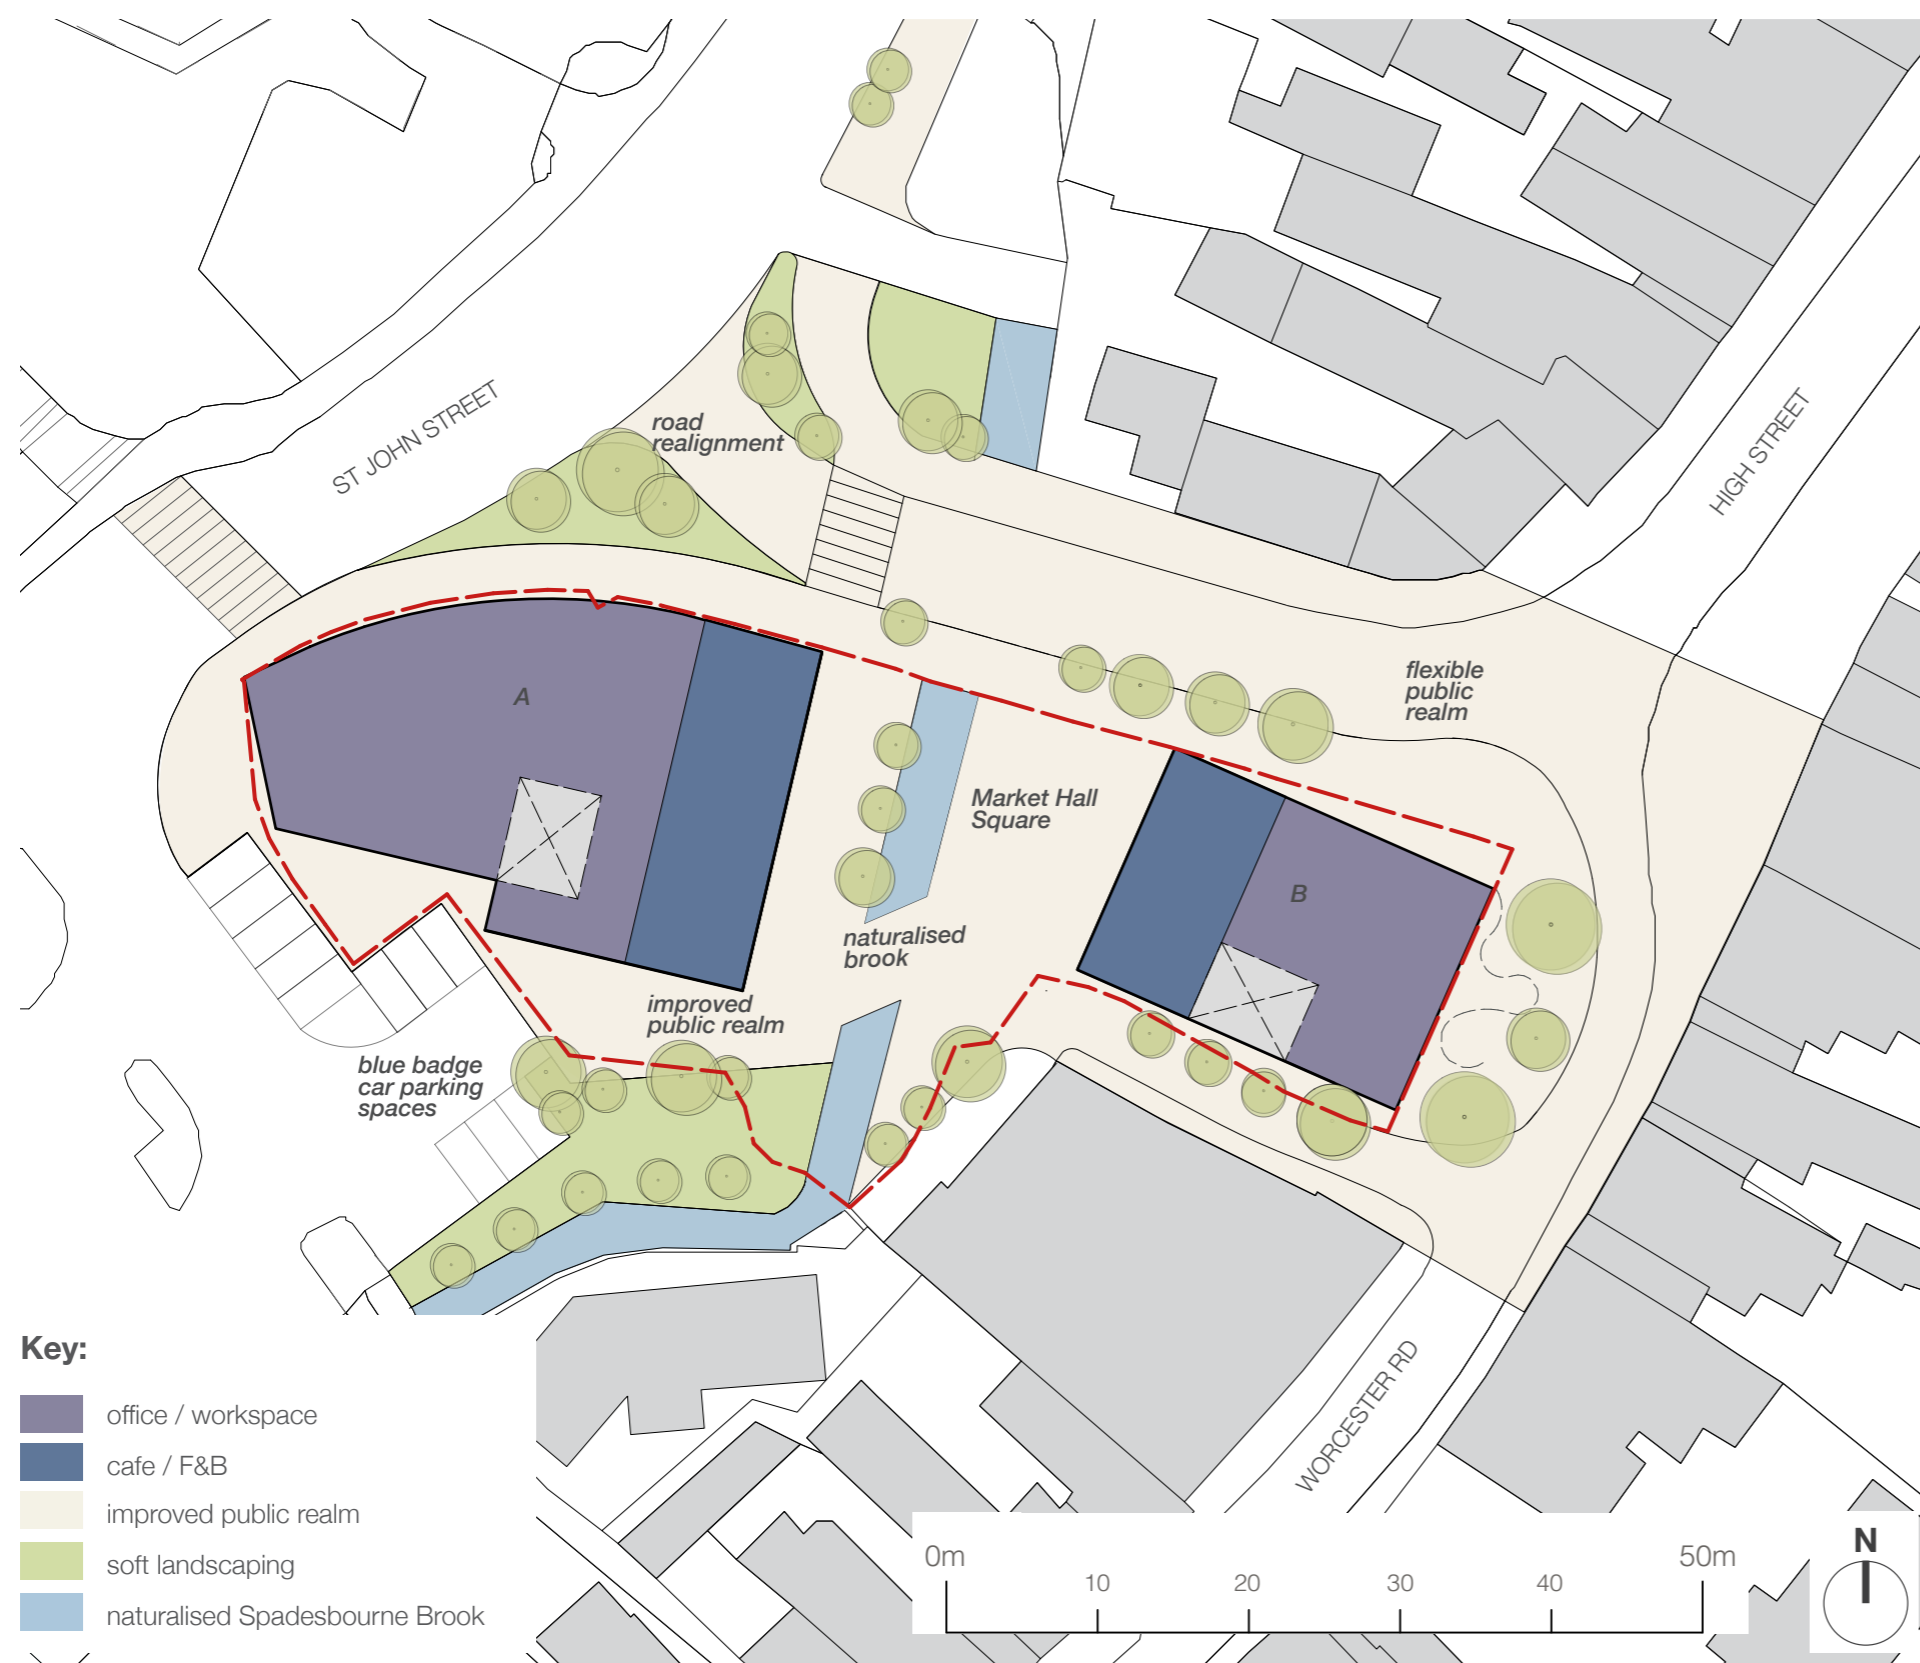 ST JOHN STREET
road
realignment
HIGH STREET
flexible
public
realm
A
Market Hall
Square
B
naturalised
brook
improved
public realm
blue badge
car parking
spaces
WORCESTER RD
Key:
office / workspace
cafe / F&B
improved public realm
soft landscaping
naturalised Spadesbourne Brook
0m
10
20
30
40
50m
N